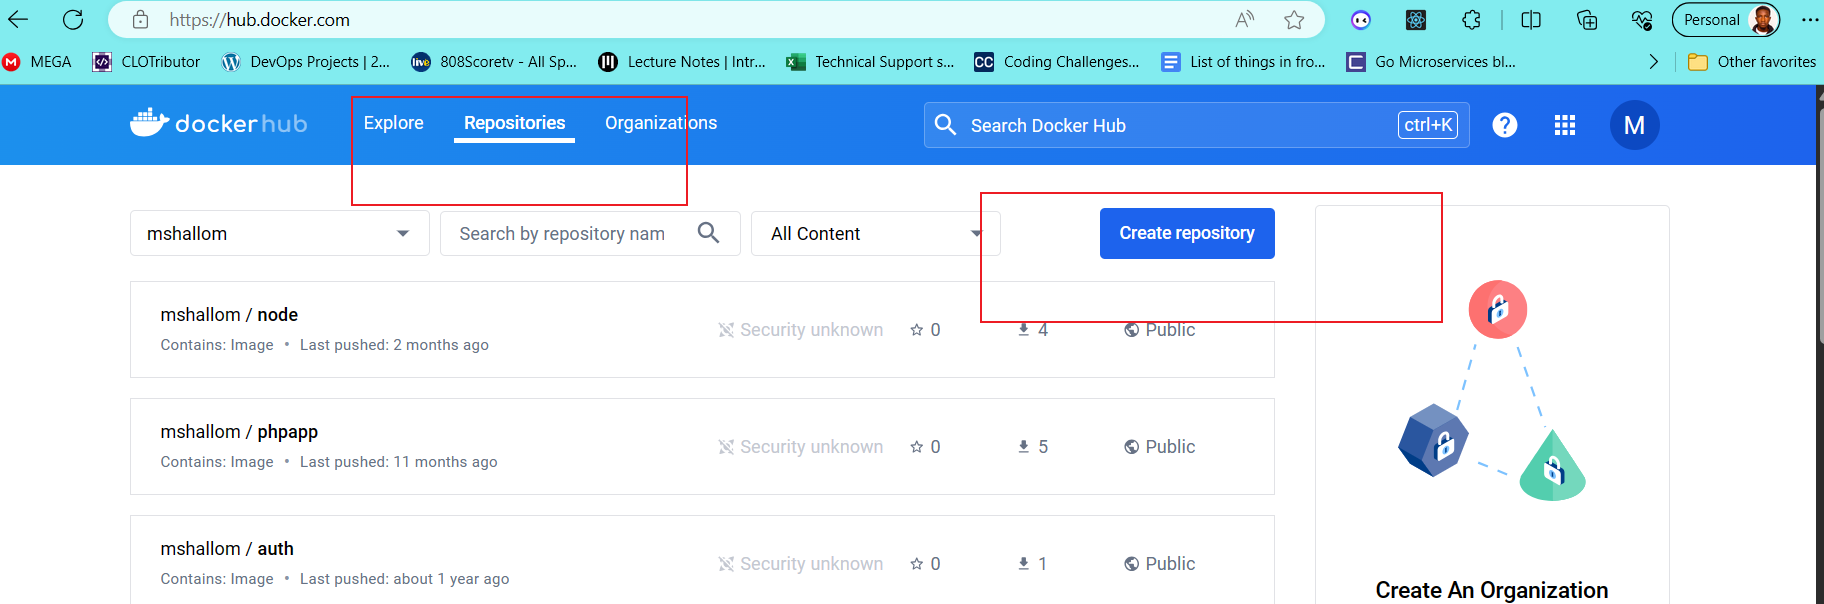 https://hub.docker.com
Personal
MEGA CLOTributor DevOps Projects | 2... 808Scoretv - All Sp... Lecture Notes | Intr... Technical Support s... Coding Challenges... List of things in fro... Go Microservices bl... Other favorites
docker hub Explore Repositories Organizations Search Docker Hub ctrl+K ? M
mshallom Search by repository nam All Content Create repository
mshallom / node
Security unknown 0 4 Public
Contains: Image • Last pushed: 2 months ago
mshallom / phpapp
Security unknown 0 5 Public
Contains: Image • Last pushed: 11 months ago
mshallom / auth
Security unknown 0 1 Public
Contains: Image • Last pushed: about 1 year ago
Create An Organization